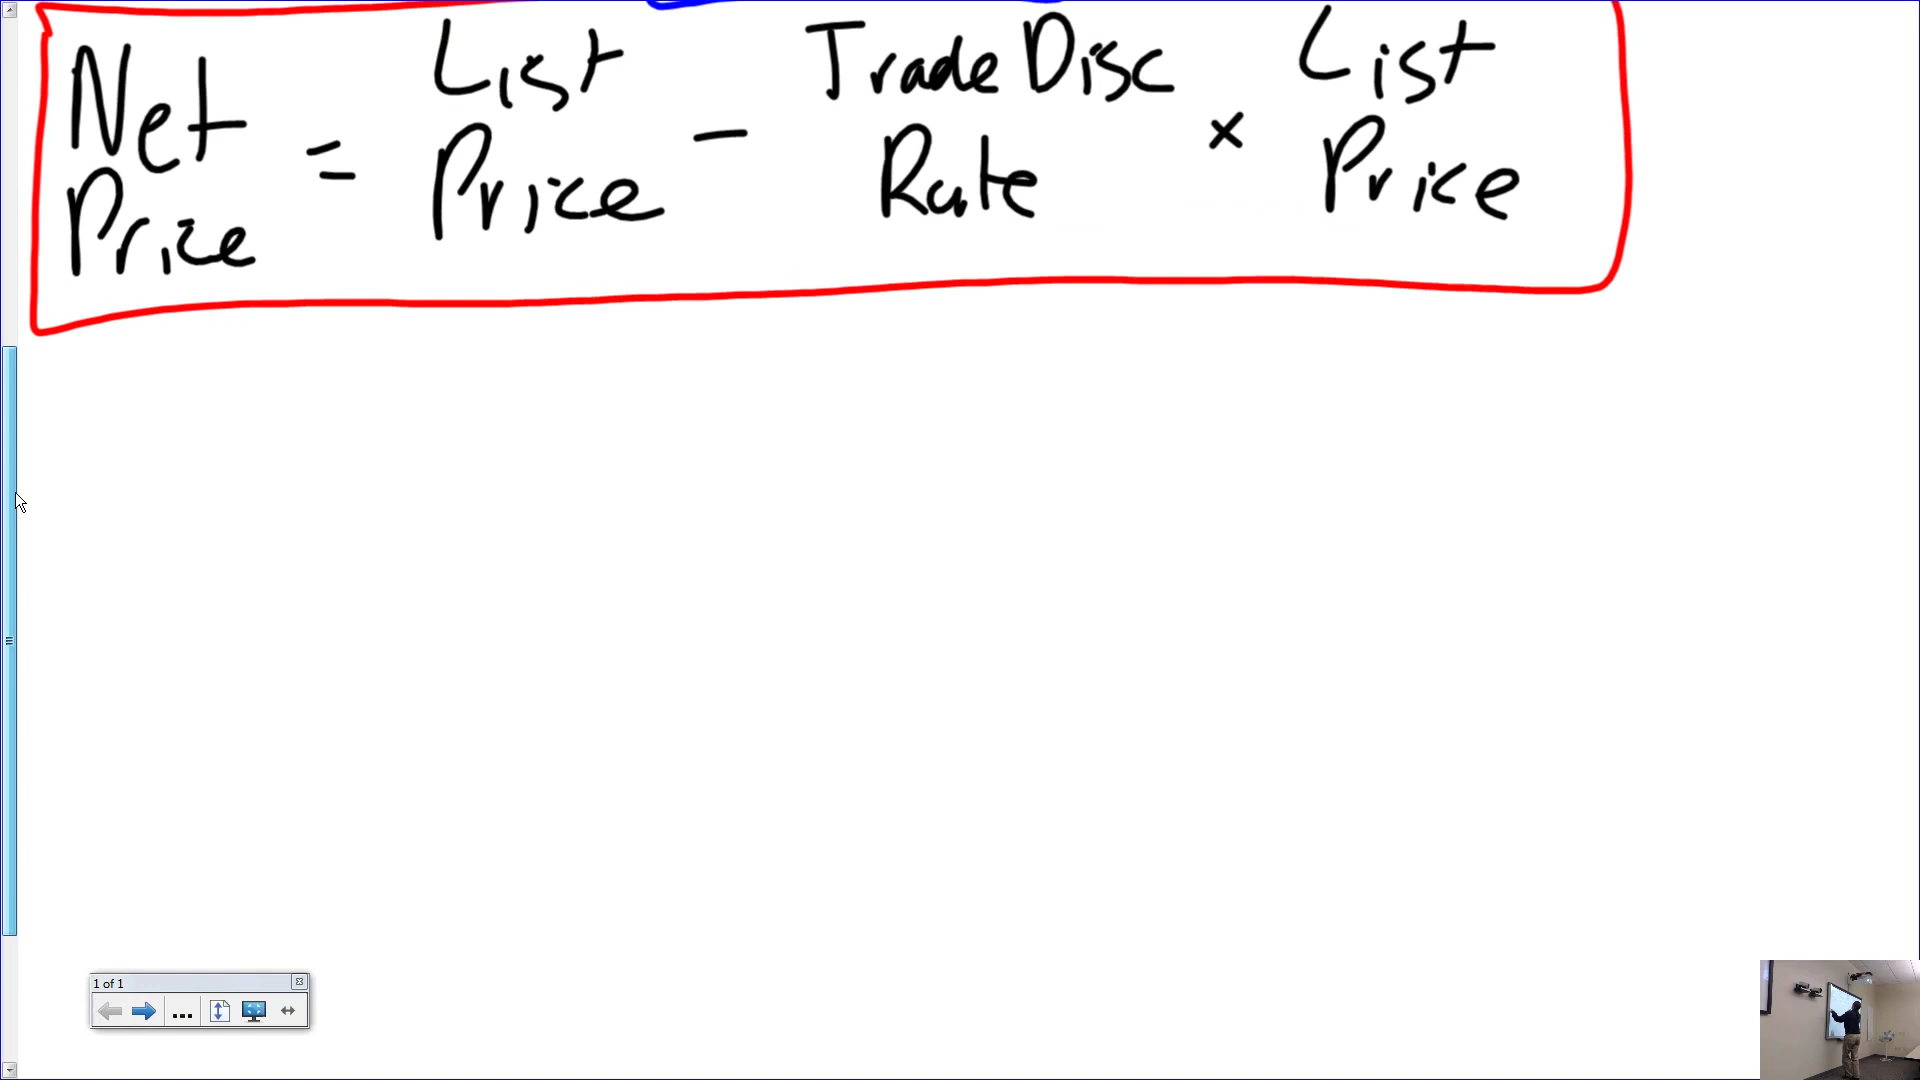 Net Price = List Price - Trade Disc Rate × List Price
1 of 1
...